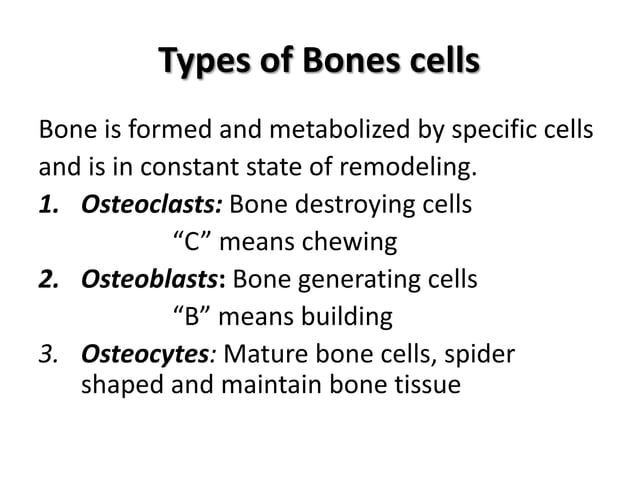 Types of Bones cells
Bone is formed and metabolized by specific cells
and is in constant state of remodeling.
1. Osteoclasts: Bone destroying cells
“C” means chewing
2. Osteoblasts: Bone generating cells
“B” means building
3. Osteocytes: Mature bone cells, spider
shaped and maintain bone tissue